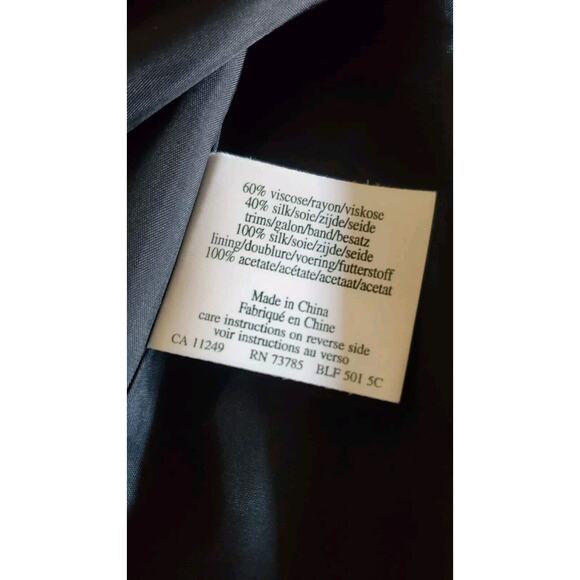 60% viscose/rayon/viskose
40% silk/soie/zijde/seide
trims/galon/band/besatz
100% silk/soie/zijde/seide
lining/doublure/voering/futterstoff
100% acetate/acétate/acetaat/acetat
Made in China
Fabriqué en Chine
care instructions on reverse side
voir instructions au verso
CA 11249 RN 73785 BLF 501 5C